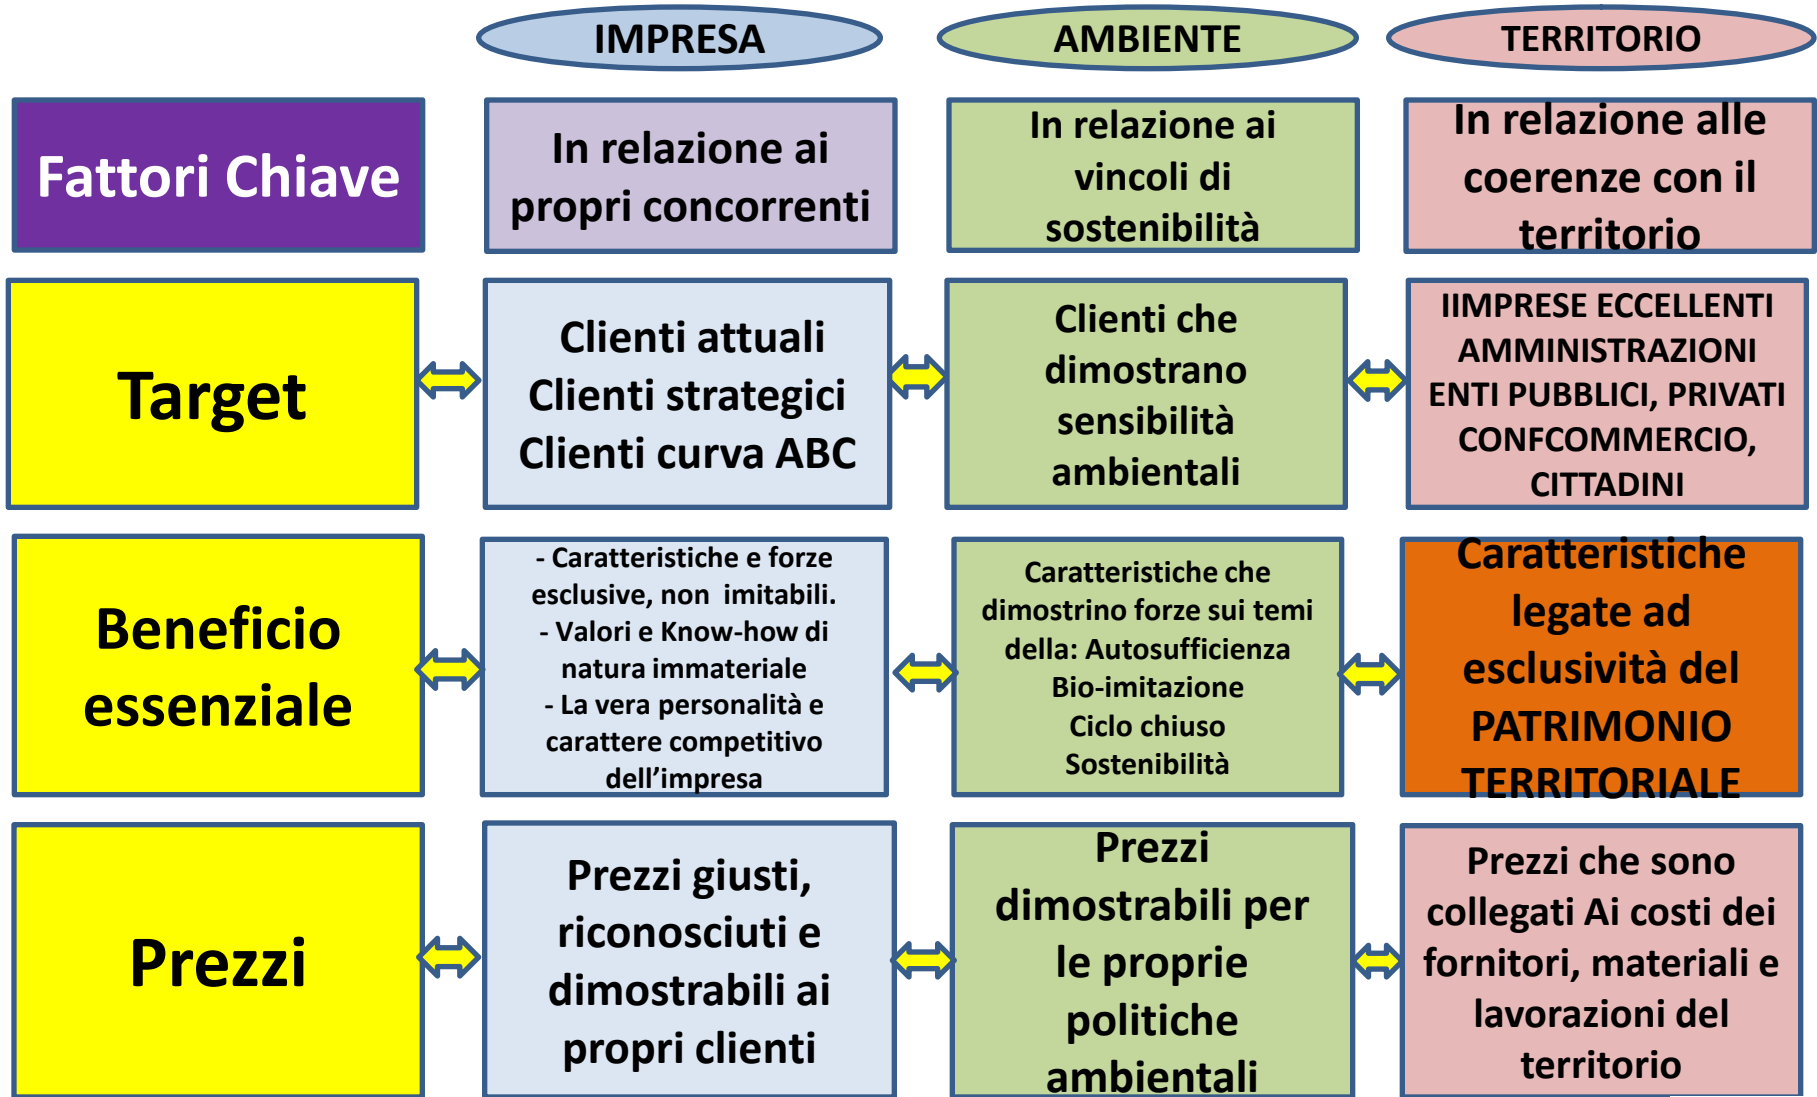 IMPRESA
AMBIENTE
TERRITORIO
Fattori Chiave
In relazione ai
propri concorrenti
In relazione ai
vincoli di
sostenibilità
In relazione alle
coerenze con il
territorio
Target
Clienti attuali
Clienti strategici
Clienti curva ABC
Clienti che
dimostrano
sensibilità
ambientali
IIMPRESE ECCELLENTI
AMMINISTRAZIONI
ENTI PUBBLICI, PRIVATI
CONFCOMMERCIO,
CITTADINI
Beneficio
essenziale
- Caratteristiche e forze
esclusive, non imitabili.
- Valori e Know-how di
natura immateriale
- La vera personalità e
carattere competitivo
dell’impresa
Caratteristiche che
dimostrino forze sui temi
della: Autosufficienza
Bio-imitazione
Ciclo chiuso
Sostenibilità
Caratteristiche
legate ad
esclusività del
PATRIMONIO
TERRITORIALE
Prezzi
Prezzi giusti,
riconosciuti e
dimostrabili ai
propri clienti
Prezzi
dimostrabili per
le proprie
politiche
ambientali
Prezzi che sono
collegati Ai costi dei
fornitori, materiali e
lavorazioni del
territorio